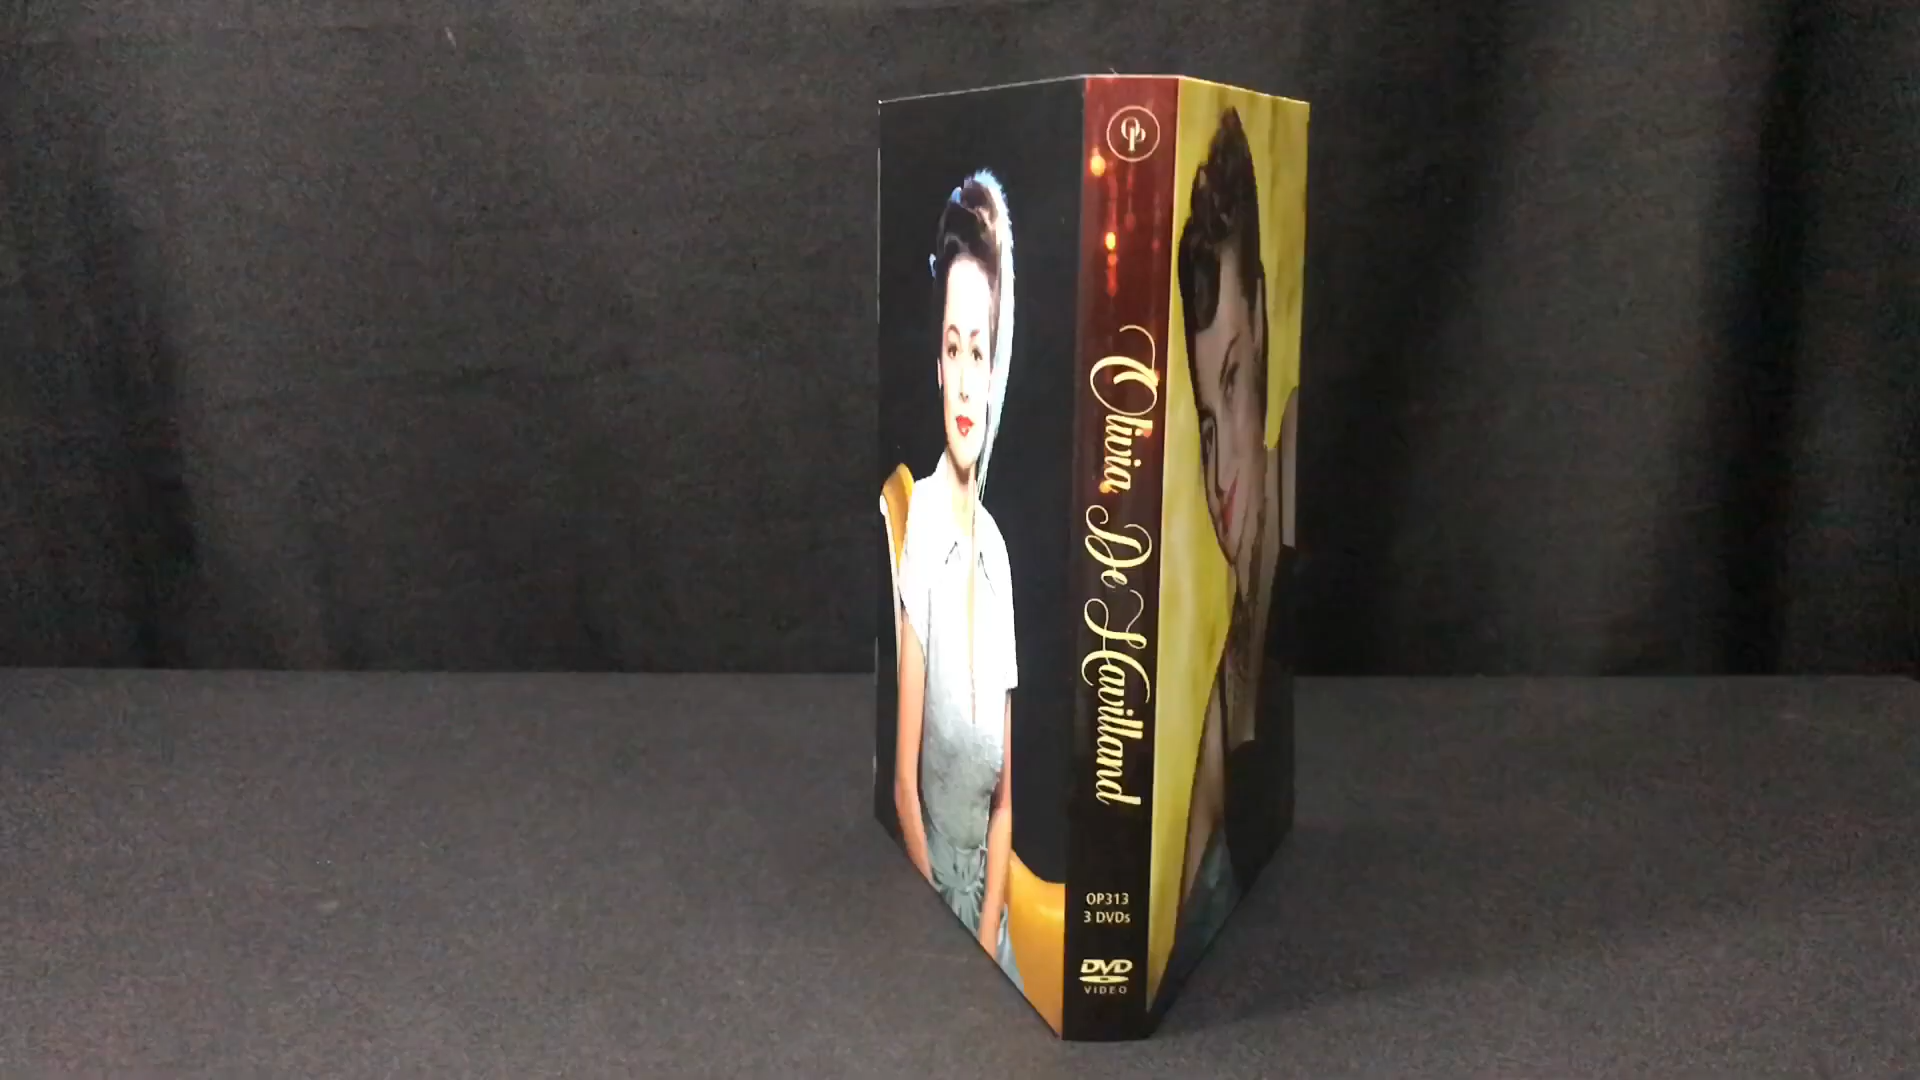 OP
Olivia De Havilland
OP313
3 DVDs
DVD
VIDEO